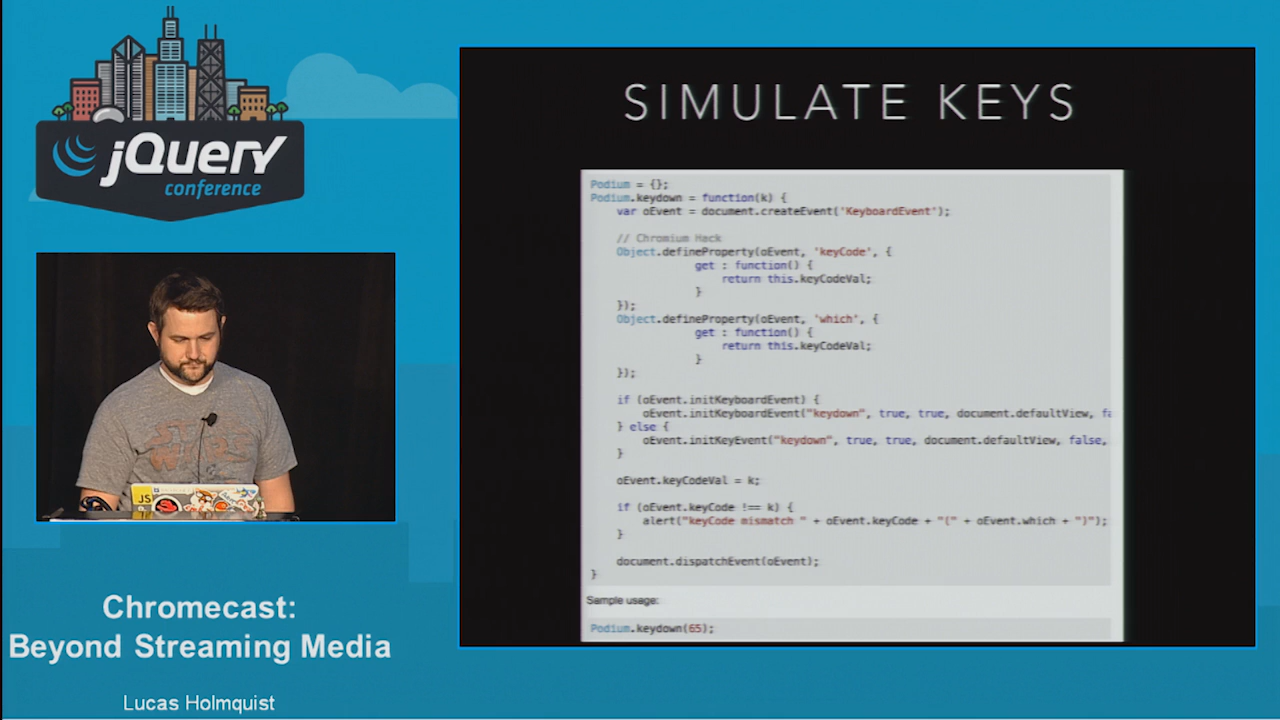 jQuery
conference
Chromecast:
Beyond Streaming Media
Lucas Holmquist
SIMULATE KEYS
Podium = {};
Podium.keydown = function(k) {
var oEvent = document.createEvent('KeyboardEvent');
// Chromium Hack
Object.defineProperty(oEvent, 'keyCode', {
get : function() {
return this.keyCodeVal;
}
});
Object.defineProperty(oEvent, 'which', {
get : function() {
return this.keyCodeVal;
}
});
if (oEvent.initKeyboardEvent) {
oEvent.initKeyboardEvent("keydown", true, true, document.defaultView, fa
} else {
oEvent.initKeyEvent("keydown", true, true, document.defaultView, false,
}
oEvent.keyCodeVal = k;
if (oEvent.keyCode !== k) {
alert("keyCode mismatch " + oEvent.keyCode + "(" + oEvent.which + ")");
}
document.dispatchEvent(oEvent);
}
Sample usage:
Podium.keydown(65);
JS